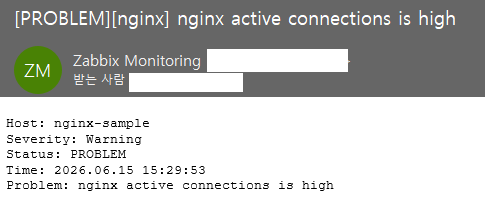 [PROBLEM][nginx] nginx active connections is high
ZM
Zabbix Monitoring
받는 사람
Host: nginx-sample
Severity: Warning
Status: PROBLEM
Time: 2026.06.15 15:29:53
Problem: nginx active connections is high